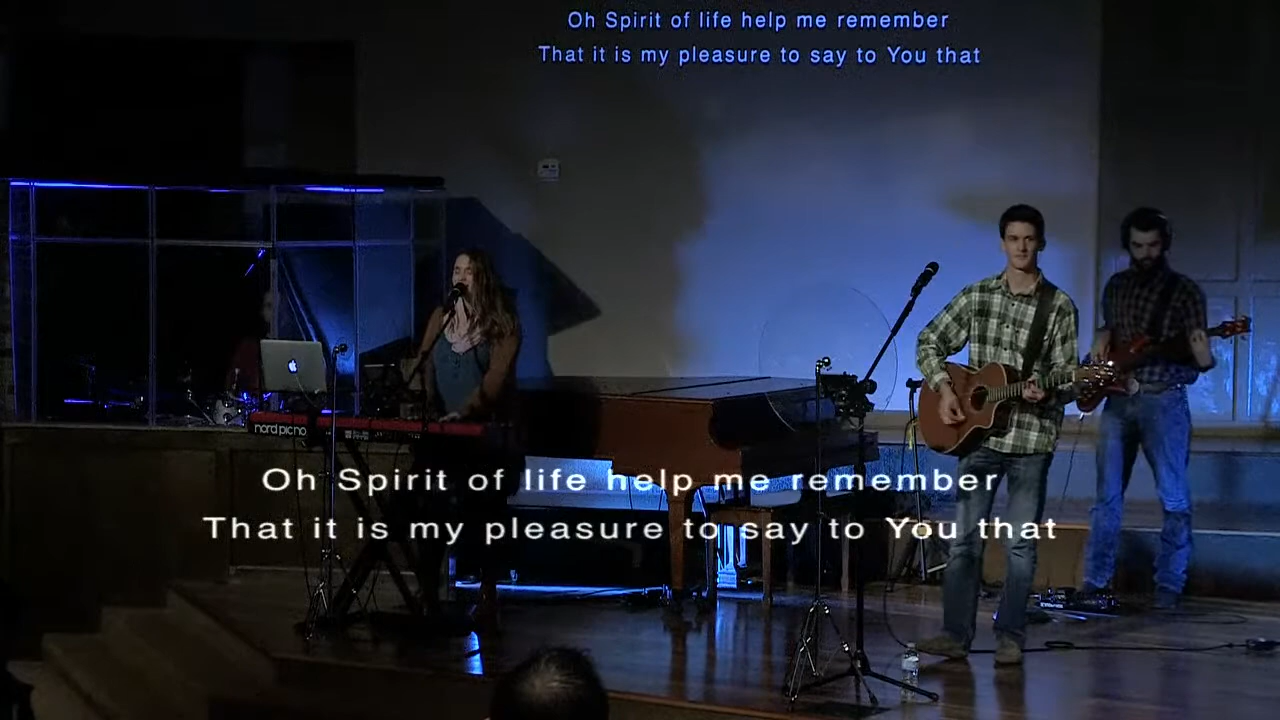 Oh Spirit of life help me remember
That it is my pleasure to say to You that
nord piano
Oh Spirit of life help me remember
That it is my pleasure to say to You that